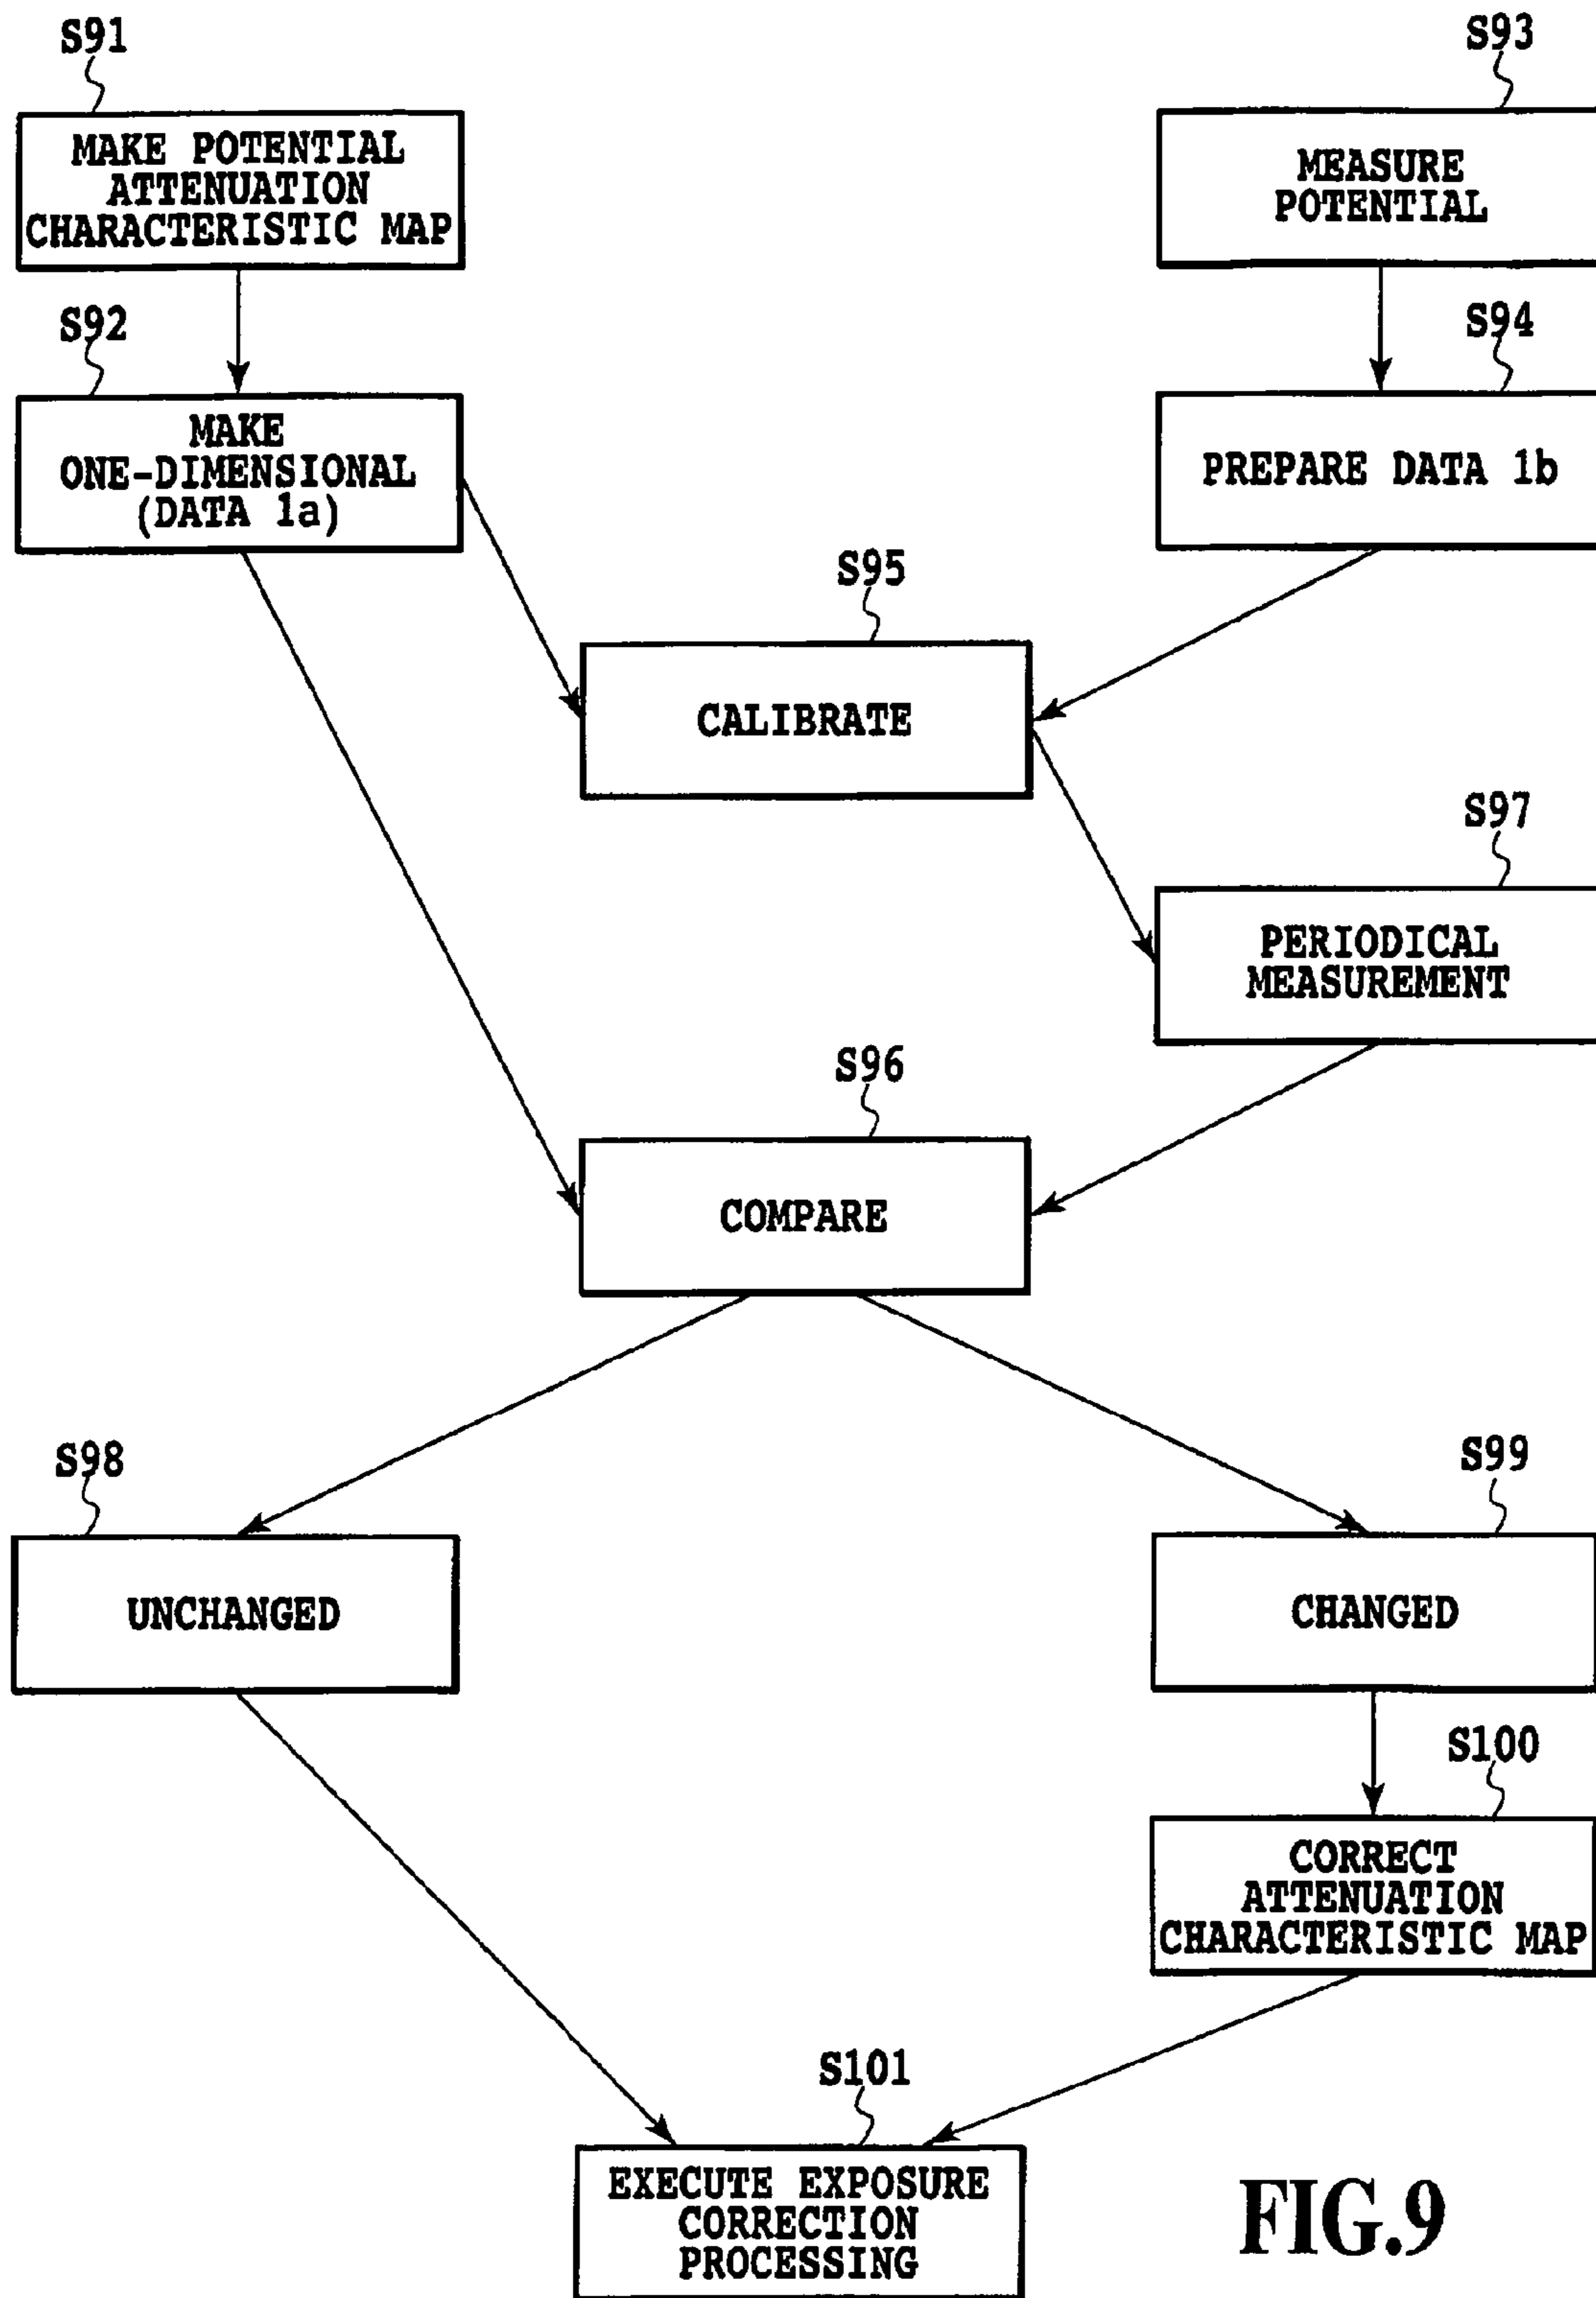 S91
MAKE POTENTIAL
ATTENUATION
CHARACTERISTIC MAP
S93
MEASURE
POTENTIAL
S92
MAKE
ONE-DIMENSIONAL
(DATA 1a)
S94
PREPARE DATA 1b
S95
CALIBRATE
S97
PERIODICAL
MEASUREMENT
S96
COMPARE
S98
UNCHANGED
S99
CHANGED
S100
CORRECT
ATTENUATION
CHARACTERISTIC MAP
S101
EXECUTE EXPOSURE
CORRECTION
PROCESSING
FIG.9